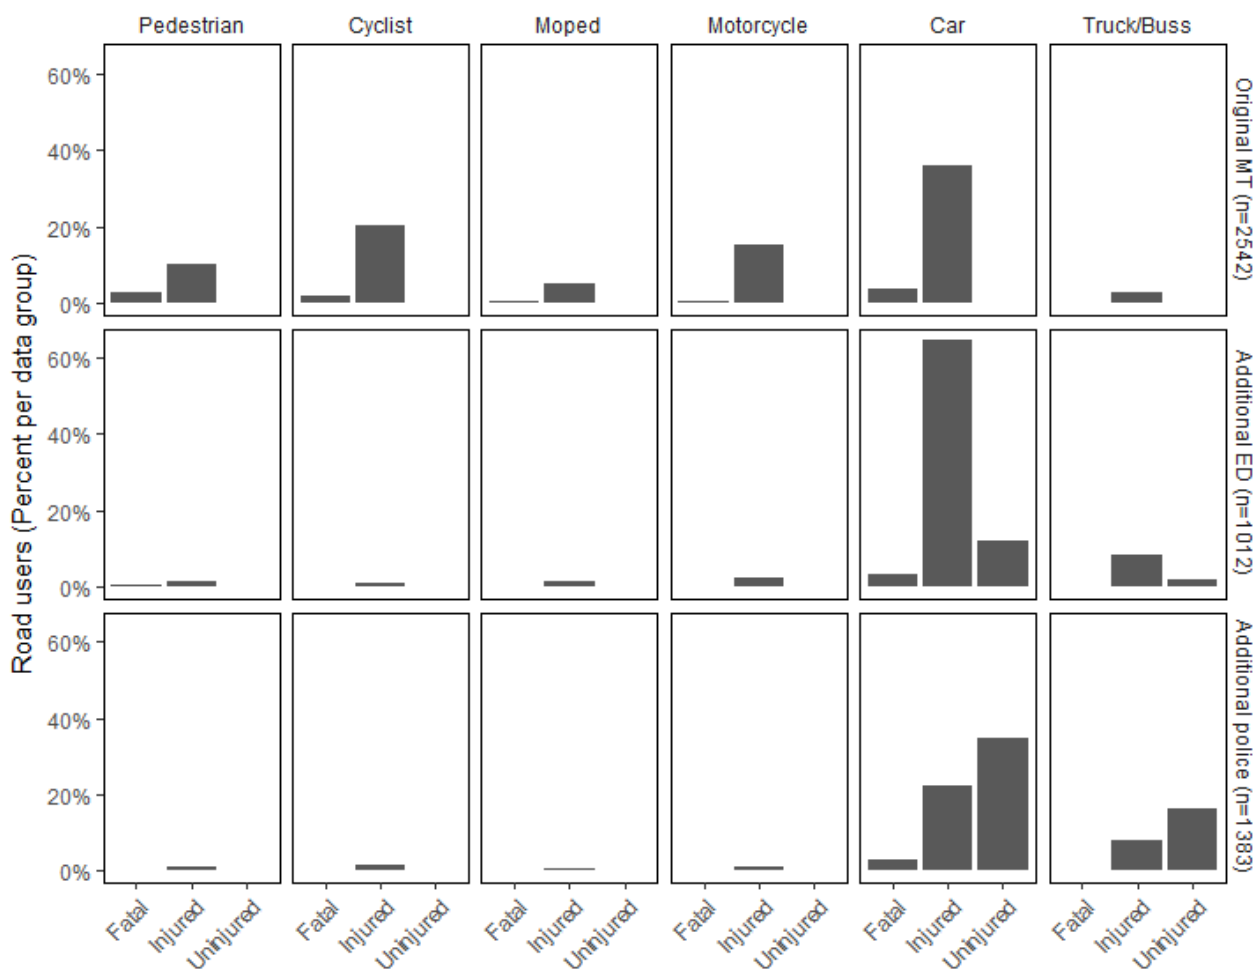 Pedestrian
Cyclist
Moped
Motorcycle
Car
Truck/Buss
Road users (Percent per data group)
60%
40%
20%
0%
Original MT (n=2542)
60%
40%
20%
0%
Additional ED (n=1012)
60%
40%
20%
0%
Additional police (n=1383)
Fatal
Injured
Uninjured
Fatal
Injured
Uninjured
Fatal
Injured
Uninjured
Fatal
Injured
Uninjured
Fatal
Injured
Uninjured
Fatal
Injured
Uninjured